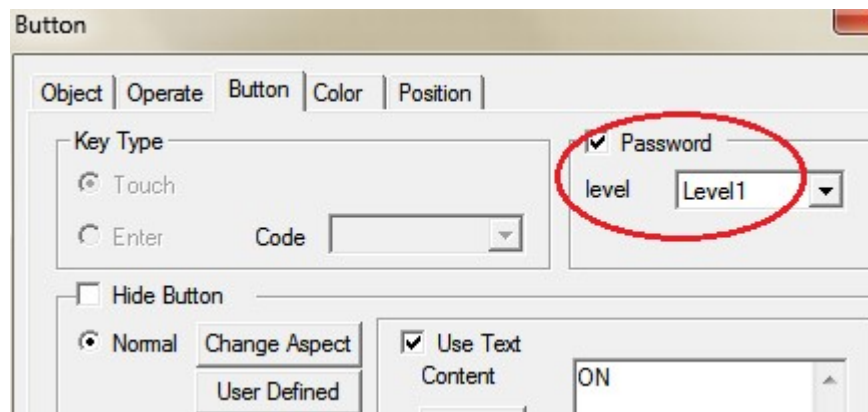 Button
Object Operate Button Color Position
Key Type
Touch
Enter Code
Password
level Level1
Hide Button
Normal Change Aspect
User Defined
Use Text
Content ON